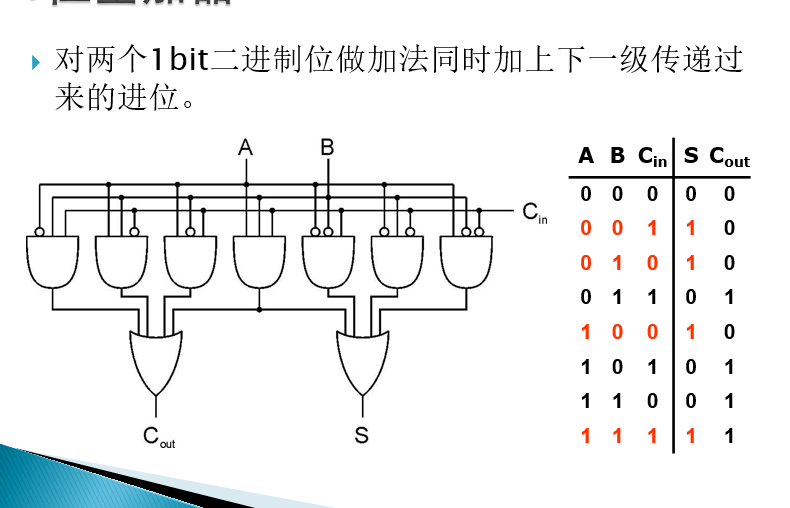 对两个1bit二进制位做加法同时加上下一级传递过
来的进位。
A B
Cin
Cout S
A B Cin S Cout
0 0 0 0 0
0 0 1 1 0
0 1 0 1 0
0 1 1 0 1
1 0 0 1 0
1 0 1 0 1
1 1 0 0 1
1 1 1 1 1